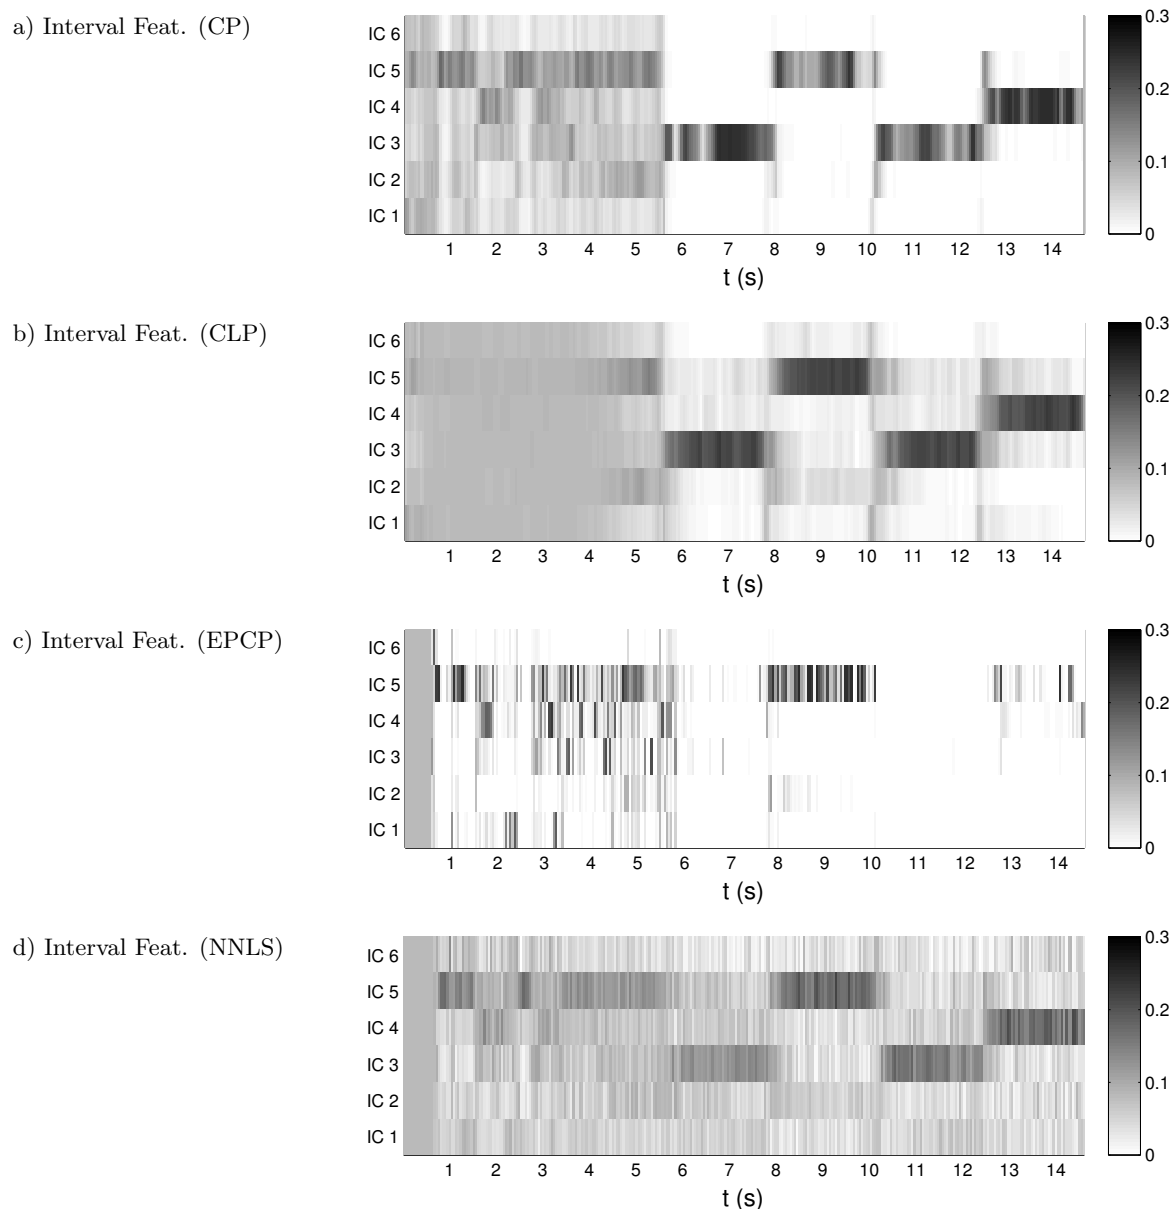 a) Interval Feat. (CP)
IC 6
IC 5
IC 4
IC 3
IC 2
IC 1
1 2 3 4 5 6 7 8 9 10 11 12 13 14
t (s)
0.3
0.2
0.1
0
b) Interval Feat. (CLP)
IC 6
IC 5
IC 4
IC 3
IC 2
IC 1
1 2 3 4 5 6 7 8 9 10 11 12 13 14
t (s)
0.3
0.2
0.1
0
c) Interval Feat. (EPCP)
IC 6
IC 5
IC 4
IC 3
IC 2
IC 1
1 2 3 4 5 6 7 8 9 10 11 12 13 14
t (s)
0.3
0.2
0.1
0
d) Interval Feat. (NNLS)
IC 6
IC 5
IC 4
IC 3
IC 2
IC 1
1 2 3 4 5 6 7 8 9 10 11 12 13 14
t (s)
0.3
0.2
0.1
0